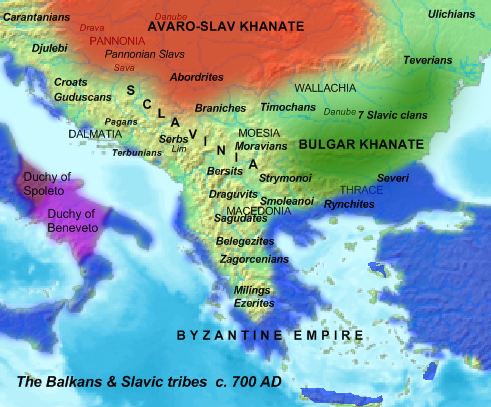 Carantanians
Danube
Ulichians
Drava
AVARO-SLAV KHANATE
PANNONIA
Djulebi
Pannonian Slavs
Teverians
Sava
Abordrites
Croats
WALLACHIA
Guduscans
Braniches
Timochans
Danube
7 Slavic clans
Pagans
DALMATIA
MOESIA
Serbs
Lim
Moravians
BULGAR KHANATE
Terbunians
SCLAVINIA
Bersits
Duchy of
Spoleto
Strymoni
Severi
Draguvits
THRACE
Smoleanoi
Rynchites
Duchy of
Beneveto
MACEDONIA
Sagudates
Belegezites
Zagorcenians
Milings
Ezerites
BYZANTINE EMPIRE
The Balkans & Slavic tribes c. 700 AD